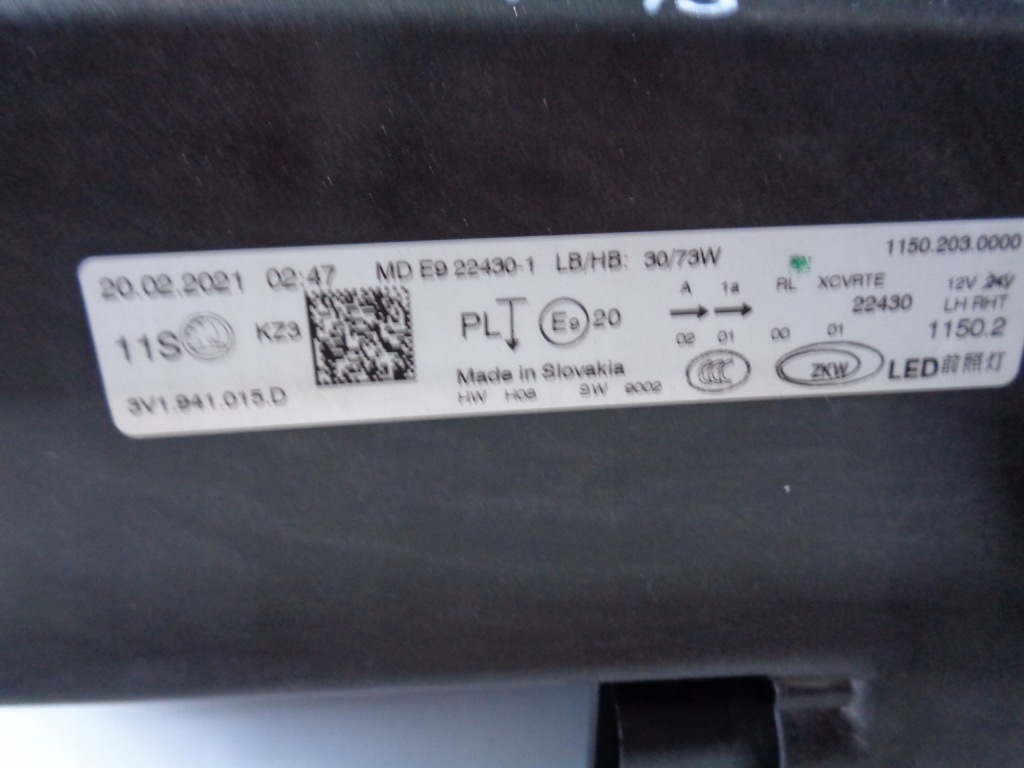 20.02.2021 02:47 MD E9 22430-1 LB/HB: 30/73W 1150.203.0000
A 1a RL XCVRTE 12V 24V
11S KZ3 PL E9 20 22430 LH RHT
02 01 00 01 1150.2
Made in Slovakia CCC ZKW LED前照灯
3V1.941.015.D HW H03 SW 9002